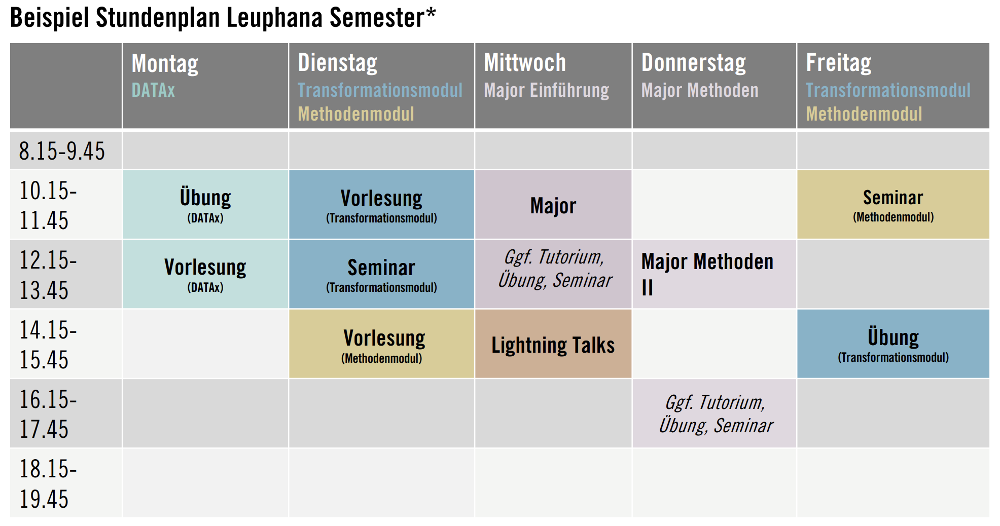 Beispiel Stundenplan Leuphana Semester*
Montag
DATAx
Dienstag
Transformationsmodul
Methodenmodul
Mittwoch
Major Einführung
Donnerstag
Major Methoden
Freitag
Transformationsmodul
Methodenmodul
8.15-9.45
10.15-
11.45
Übung
(DATAx)
Vorlesung
(Transformationsmodul)
Major
Seminar
(Methodenmodul)
12.15-
13.45
Vorlesung
(DATAx)
Seminar
(Transformationsmodul)
Ggf. Tutorium,
Übung, Seminar
Major Methoden
II
14.15-
15.45
Vorlesung
(Methodenmodul)
Lightning Talks
Übung
(Transformationsmodul)
16.15-
17.45
Ggf. Tutorium,
Übung, Seminar
18.15-
19.45